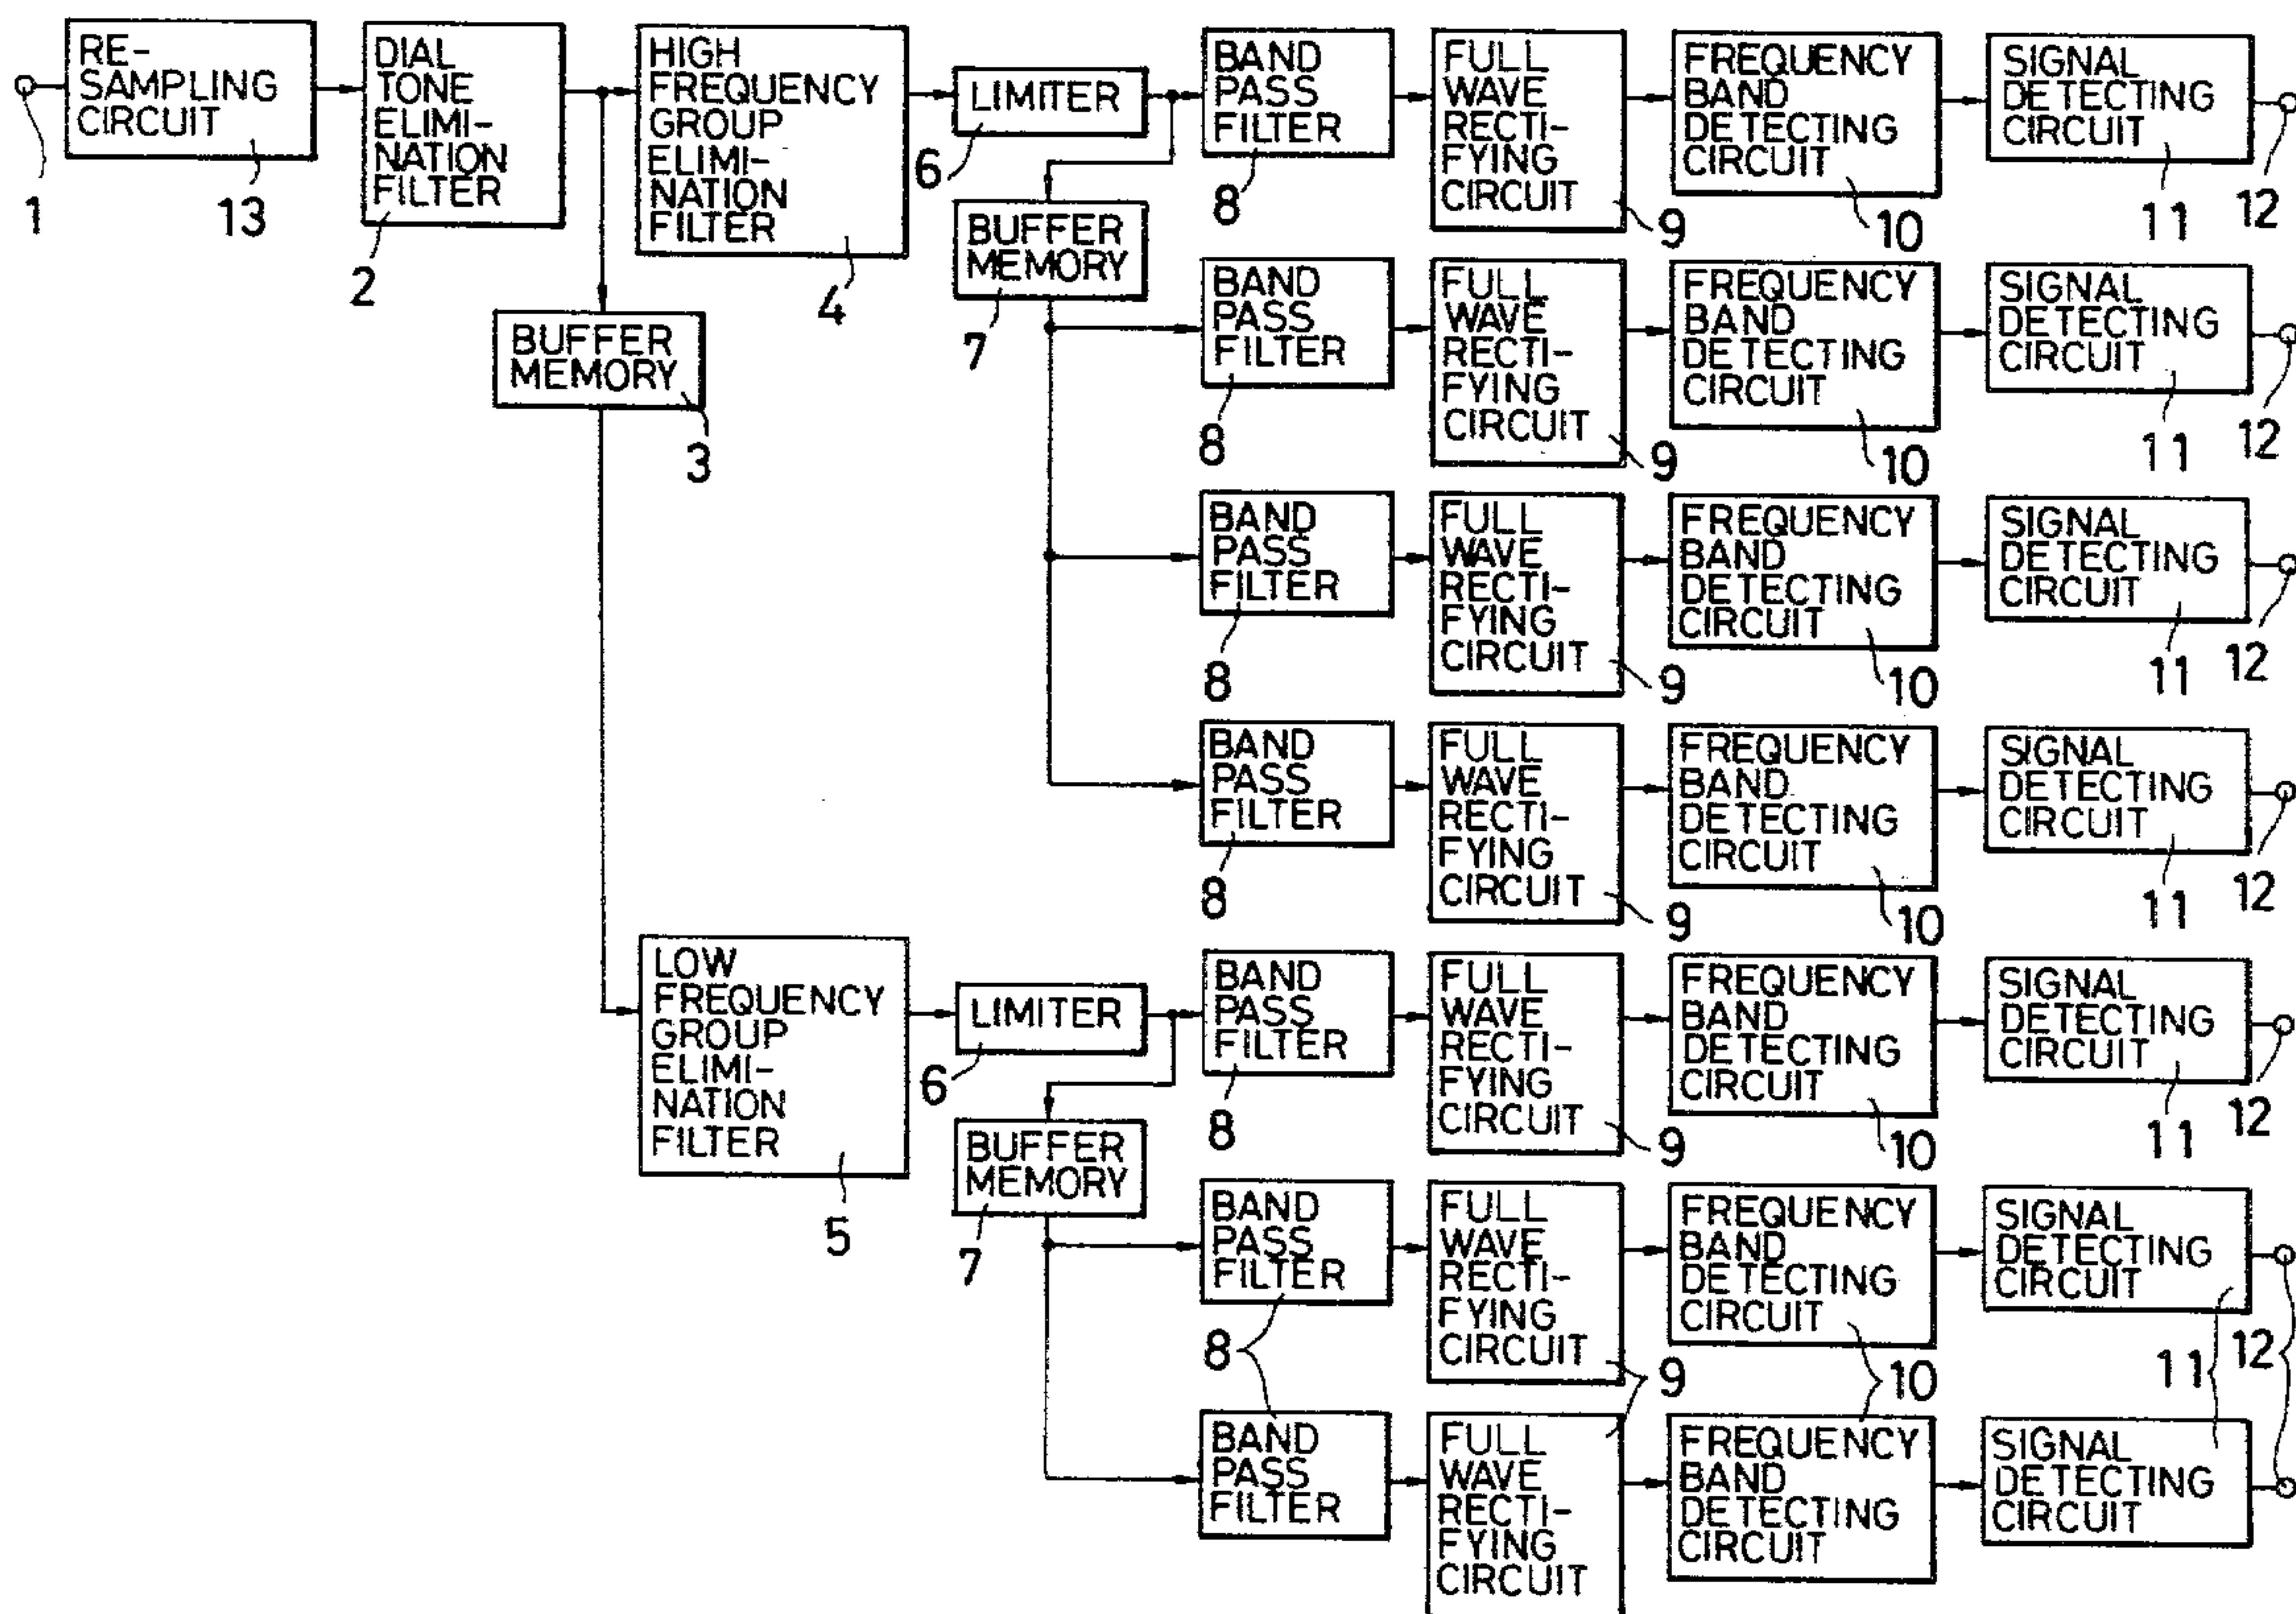 RE-
SAMPLING
CIRCUIT
1
13
DIAL
TONE
ELIMI-
NATION
FILTER
2
HIGH
FREQUENCY
GROUP
ELIMI-
NATION
FILTER
4
BUFFER
MEMORY
3
LIMITER
6
BUFFER
MEMORY
7
BAND
PASS
FILTER
8
FULL
WAVE
RECTI-
FYING
CIRCUIT
9
FREQUENCY
BAND
DETECTING
CIRCUIT
10
SIGNAL
DETECTING
CIRCUIT
11
12
BAND
PASS
FILTER
8
FULL
WAVE
RECTI-
FYING
CIRCUIT
9
FREQUENCY
BAND
DETECTING
CIRCUIT
10
SIGNAL
DETECTING
CIRCUIT
11
12
BAND
PASS
FILTER
8
FULL
WAVE
RECTI-
FYING
CIRCUIT
9
FREQUENCY
BAND
DETECTING
CIRCUIT
10
SIGNAL
DETECTING
CIRCUIT
11
12
BAND
PASS
FILTER
8
FULL
WAVE
RECTI-
FYING
CIRCUIT
9
FREQUENCY
BAND
DETECTING
CIRCUIT
10
SIGNAL
DETECTING
CIRCUIT
11
12
LOW
FREQUENCY
GROUP
ELIMI-
NATION
FILTER
5
LIMITER
6
BUFFER
MEMORY
7
BAND
PASS
FILTER
8
FULL
WAVE
RECTI-
FYING
CIRCUIT
9
FREQUENCY
BAND
DETECTING
CIRCUIT
10
SIGNAL
DETECTING
CIRCUIT
11
12
BAND
PASS
FILTER
8
FULL
WAVE
RECTI-
FYING
CIRCUIT
9
FREQUENCY
BAND
DETECTING
CIRCUIT
10
SIGNAL
DETECTING
CIRCUIT
11
12
BAND
PASS
FILTER
FULL
WAVE
RECTI-
FYING
CIRCUIT
FREQUENCY
BAND
DETECTING
CIRCUIT
SIGNAL
DETECTING
CIRCUIT